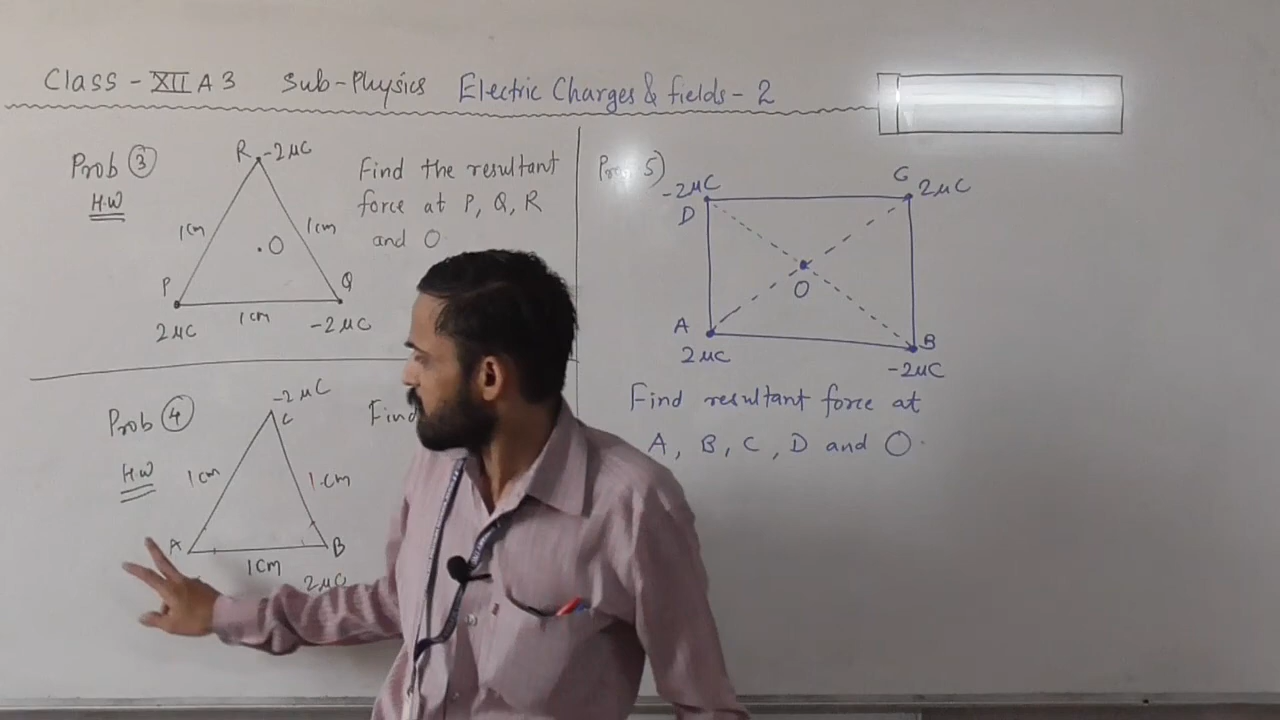 Class - XII A 3 Sub-Physics Electric Charges & fields - 2
Prob 3
H.W
R -2μC
1cm
1cm
.O
P
Q
2μC
1cm
-2μC
Find the resultant
force at P, Q, R
and O
Prob 4
H.W
-2μC
C
1cm
1cm
A
B
1cm
2μC
Find
5)
-2μC
D
C
2μC
O
A
2μC
B
-2μC
Find resultant force at
A, B, C, D and O.